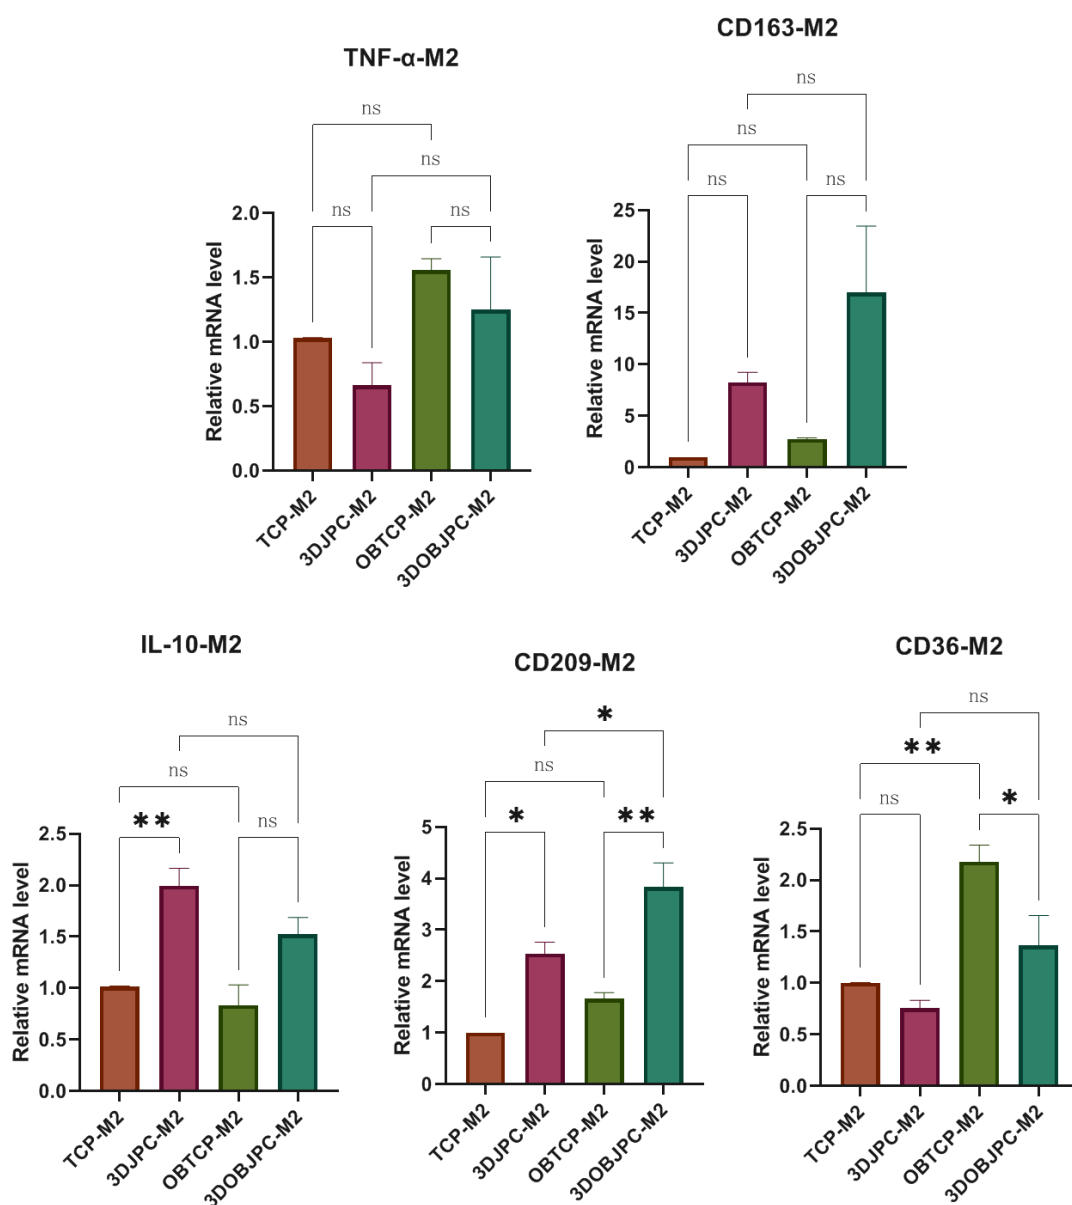 TNF-α-M2
ns
ns
ns
ns
Relative mRNA level
2.0
1.5
1.0
0.5
0.0
TCP-M2
3DJPC-M2
OBTCP-M2
3DOBJPC-M2
CD163-M2
ns
ns
ns
ns
Relative mRNA level
25
20
15
10
5
0
TCP-M2
3DJPC-M2
OBTCP-M2
3DOBJPC-M2
IL-10-M2
ns
ns
**
ns
Relative mRNA level
2.5
2.0
1.5
1.0
0.5
0.0
TCP-M2
3DJPC-M2
OBTCP-M2
3DOBJPC-M2
CD209-M2
*
ns
*
**
Relative mRNA level
5
4
3
2
1
0
TCP-M2
3DJPC-M2
OBTCP-M2
3DOBJPC-M2
CD36-M2
ns
**
ns
*
Relative mRNA level
2.5
2.0
1.5
1.0
0.5
0.0
TCP-M2
3DJPC-M2
OBTCP-M2
3DOBJPC-M2